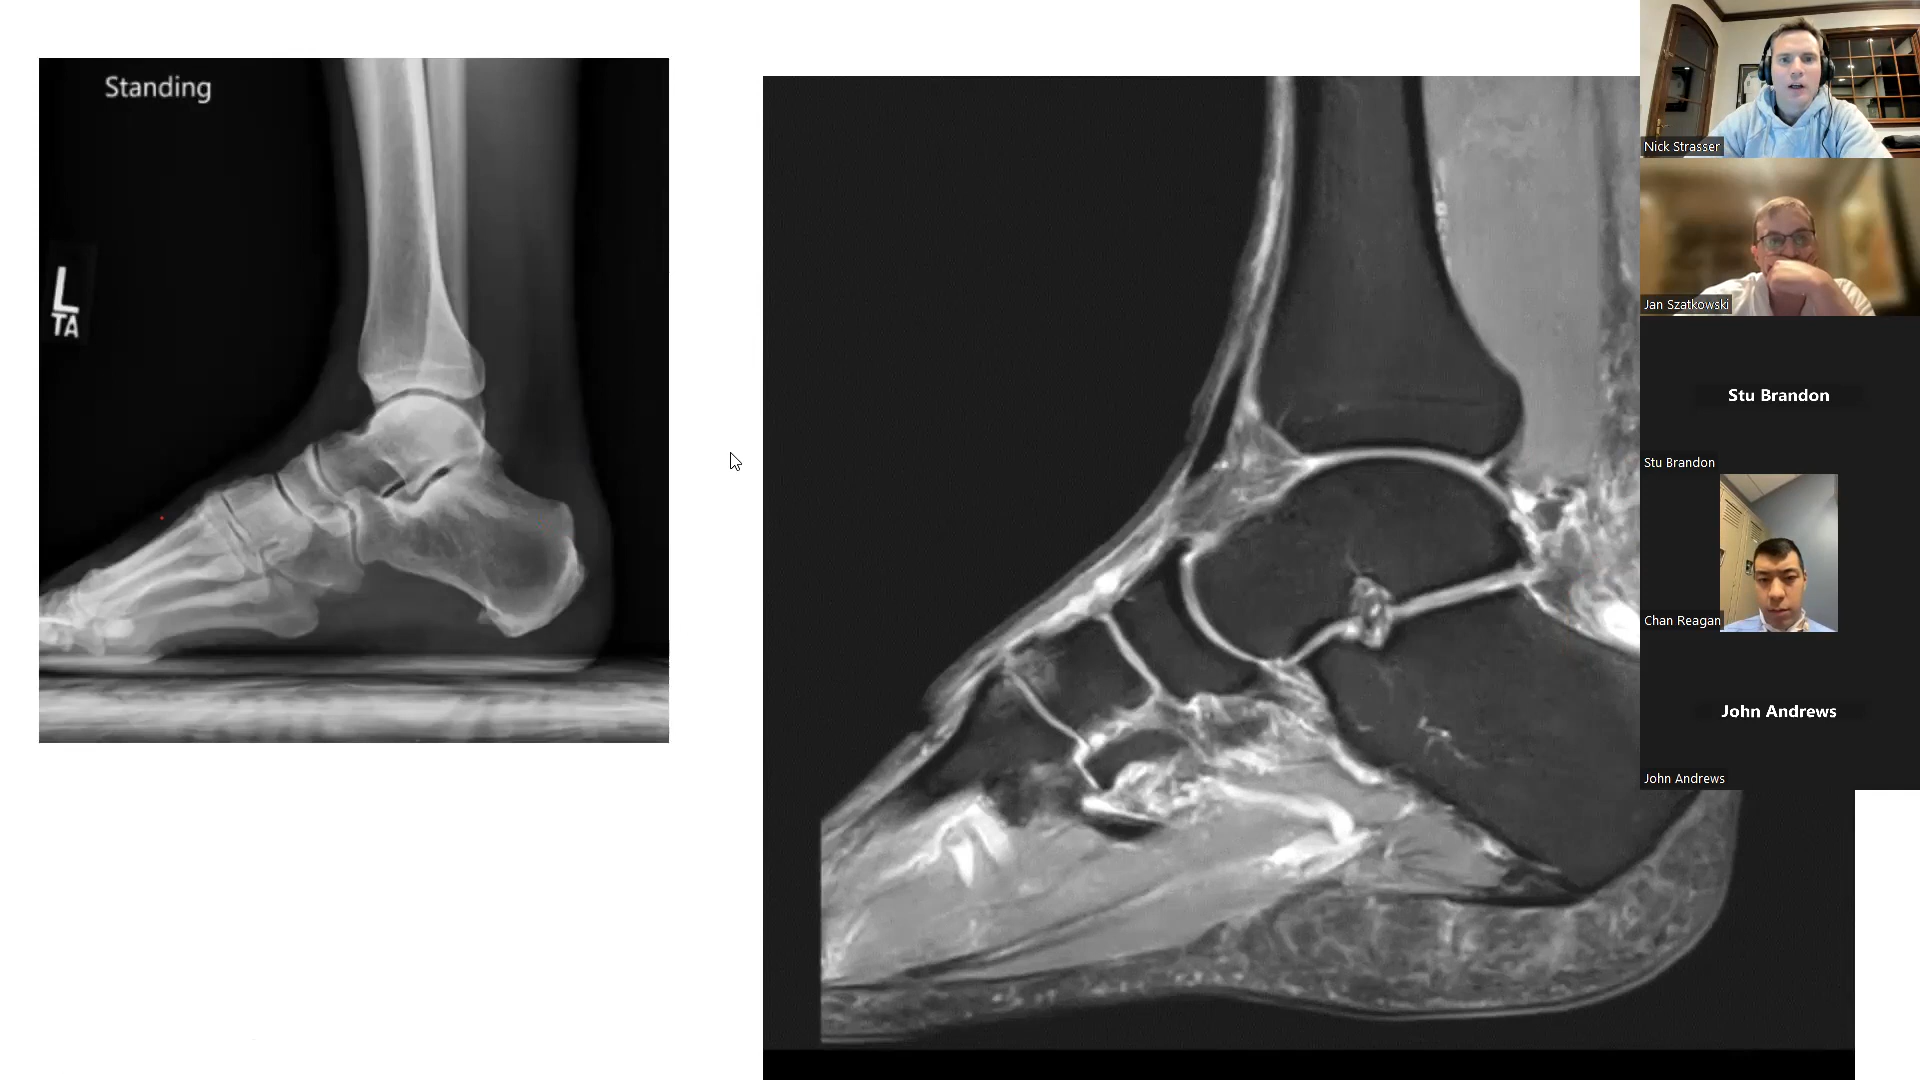 Standing
L
TA
Nick Strasser
Jan Szatkowski
Stu Brandon
Stu Brandon
Chan Reagan
John Andrews
John Andrews